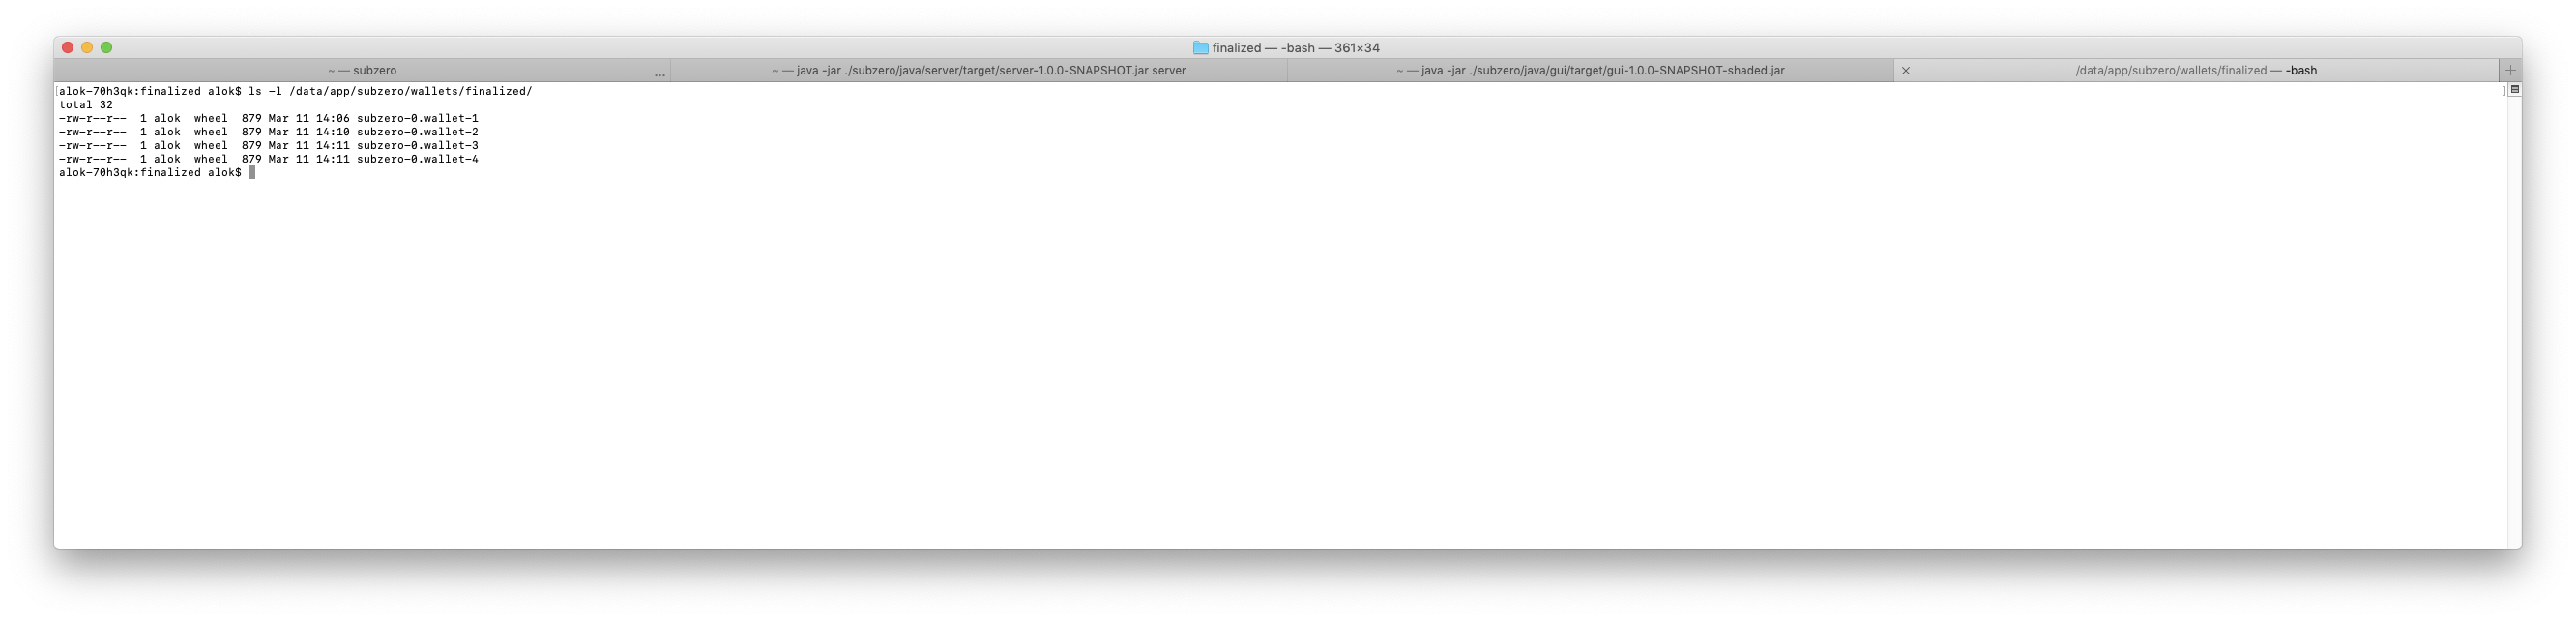 finalized — -bash — 361×34
~ — subzero ...
~ — java -jar ./subzero/java/server/target/server-1.0.0-SNAPSHOT.jar server
~ — java -jar ./subzero/java/gui/target/gui-1.0.0-SNAPSHOT-shaded.jar
/data/app/subzero/wallets/finalized — -bash
[alok-70h3qk:finalized alok$ ls -l /data/app/subzero/wallets/finalized/ ]
total 32
-rw-r--r--  1 alok  wheel  879 Mar 11 14:06 subzero-0.wallet-1
-rw-r--r--  1 alok  wheel  879 Mar 11 14:10 subzero-0.wallet-2
-rw-r--r--  1 alok  wheel  879 Mar 11 14:11 subzero-0.wallet-3
-rw-r--r--  1 alok  wheel  879 Mar 11 14:11 subzero-0.wallet-4
alok-70h3qk:finalized alok$